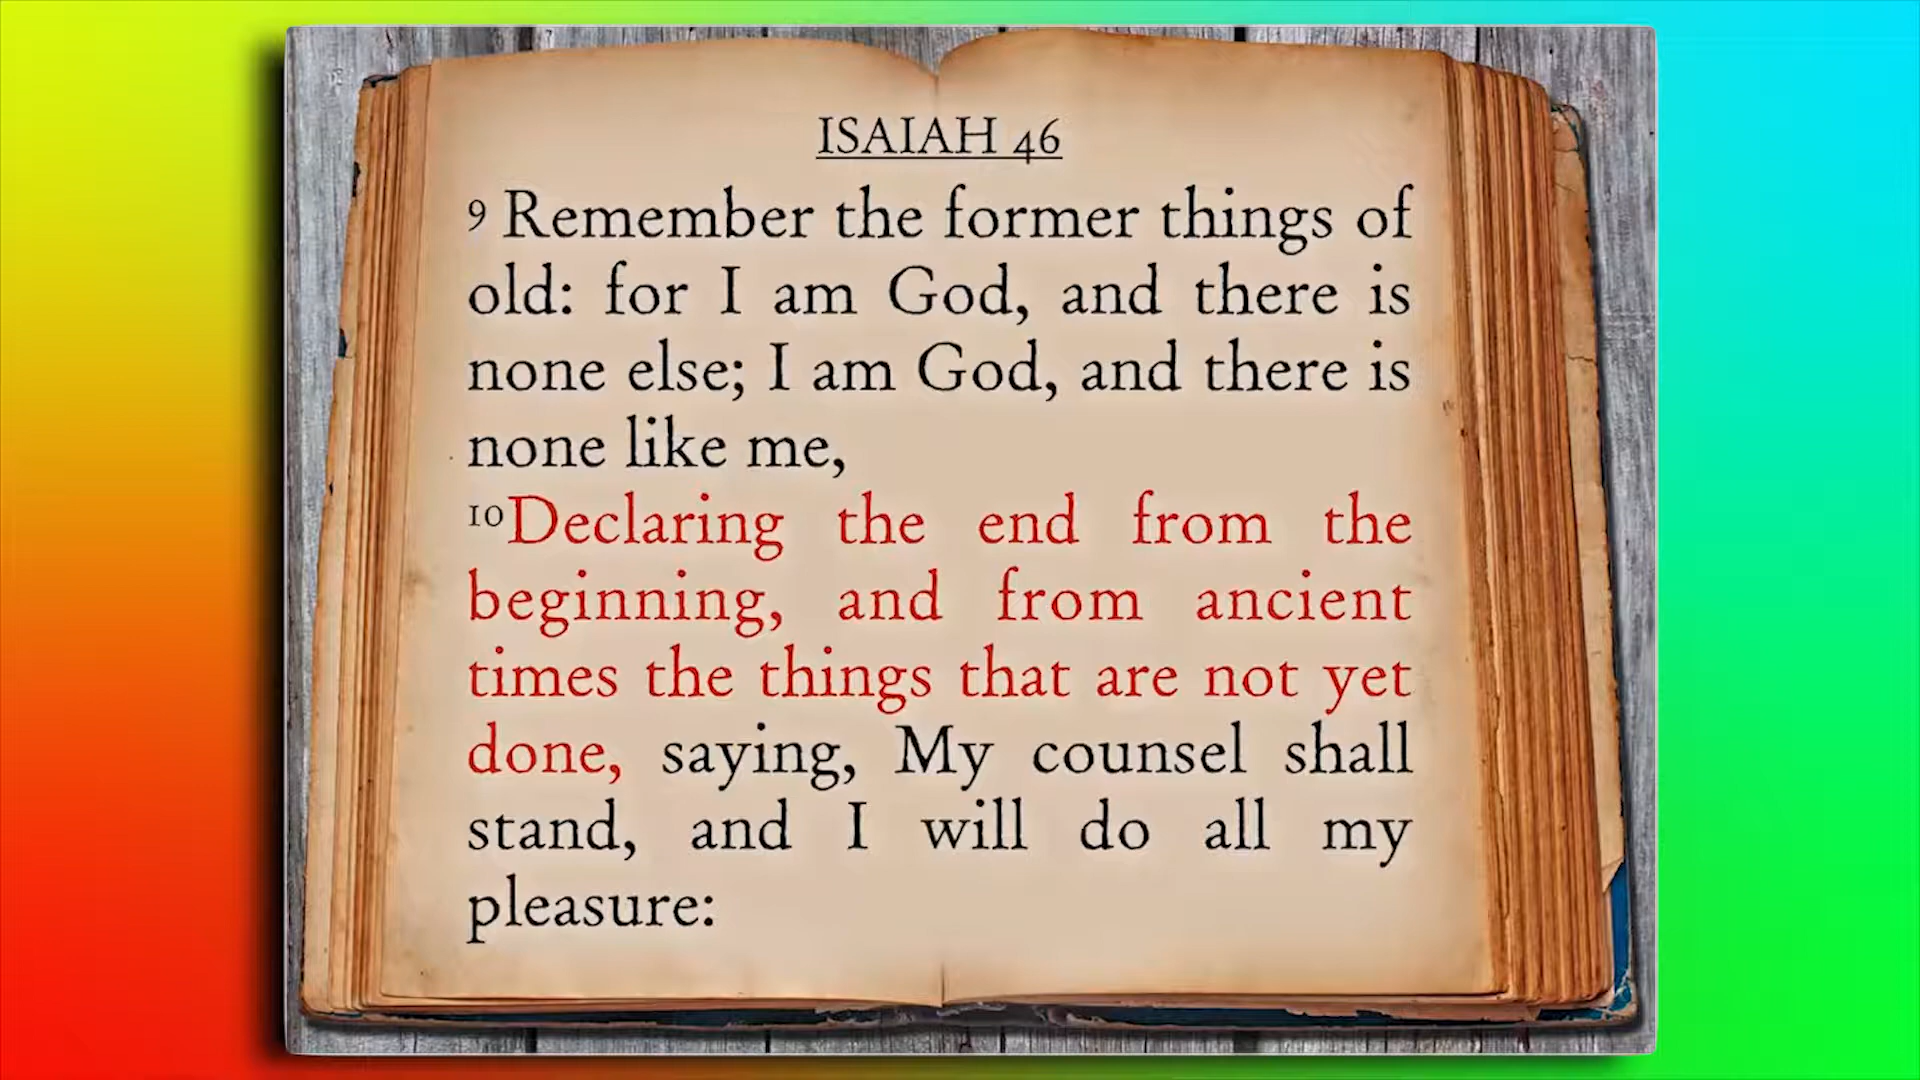 ISAIAH 46
9 Remember the former things of
old: for I am God, and there is
none else; I am God, and there is
none like me,
10 Declaring the end from the
beginning, and from ancient
times the things that are not yet
done, saying, My counsel shall
stand, and I will do all my
pleasure: